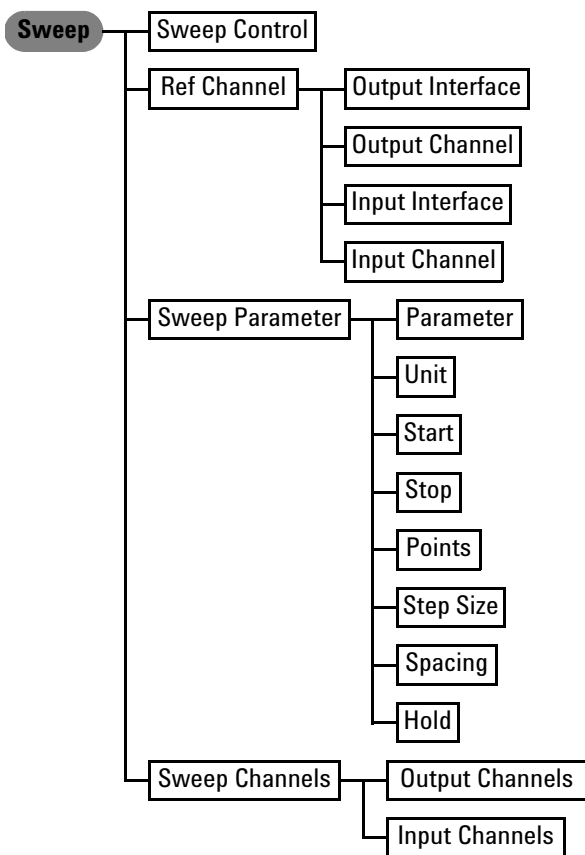 Sweep
Sweep Control
Ref Channel
Output Interface
Output Channel
Input Interface
Input Channel
Sweep Parameter
Parameter
Unit
Start
Stop
Points
Step Size
Spacing
Hold
Sweep Channels
Output Channels
Input Channels